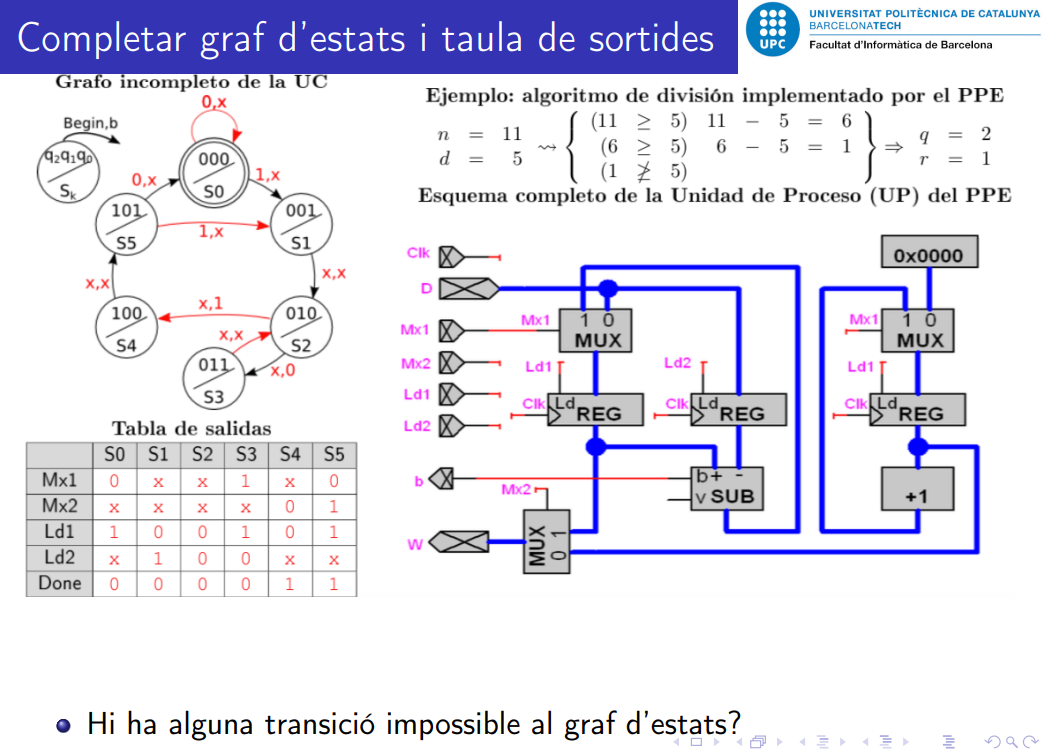 Completar graf d'estats i taula de sortides
UPC
UNIVERSITAT POLITÈCNICA DE CATALUNYA
BARCELONATECH
Facultat d'Informàtica de Barcelona
Grafo incompleto de la UC
Begin,b
q2q1q0
Sk
0,x
000
S0
0,x
1,x
101
S5
1,x
001
S1
x,x
x,x
100
S4
x,1
010
S2
x,x
011
S3
x,0
Tabla de salidas
S0 S1 S2 S3 S4 S5
Mx1 0 x x 1 x 0
Mx2 x x x x 0 1
Ld1 1 0 0 1 0 1
Ld2 x 1 0 0 x x
Done 0 0 0 0 1 1
Ejemplo: algoritmo de división implementado por el PPE
n = 11 (11 ≥ 5) 11 − 5 = 6 q = 2
d = 5 ⇝ (6 ≥ 5) 6 − 5 = 1 ⇒ r = 1
(1 ≱ 5)
Esquema completo de la Unidad de Proceso (UP) del PPE
Clk
D
Mx1
Mx2
Ld1
Ld2
b
W
Mx1
1 0
MUX
Ld1
Clk
Ld
REG
Ld2
Clk
Ld
REG
b+ -
v SUB
Mx2
MUX
0 1
0x0000
Mx1
1 0
MUX
Ld1
Clk
Ld
REG
+1
Hi ha alguna transició impossible al graf d'estats?